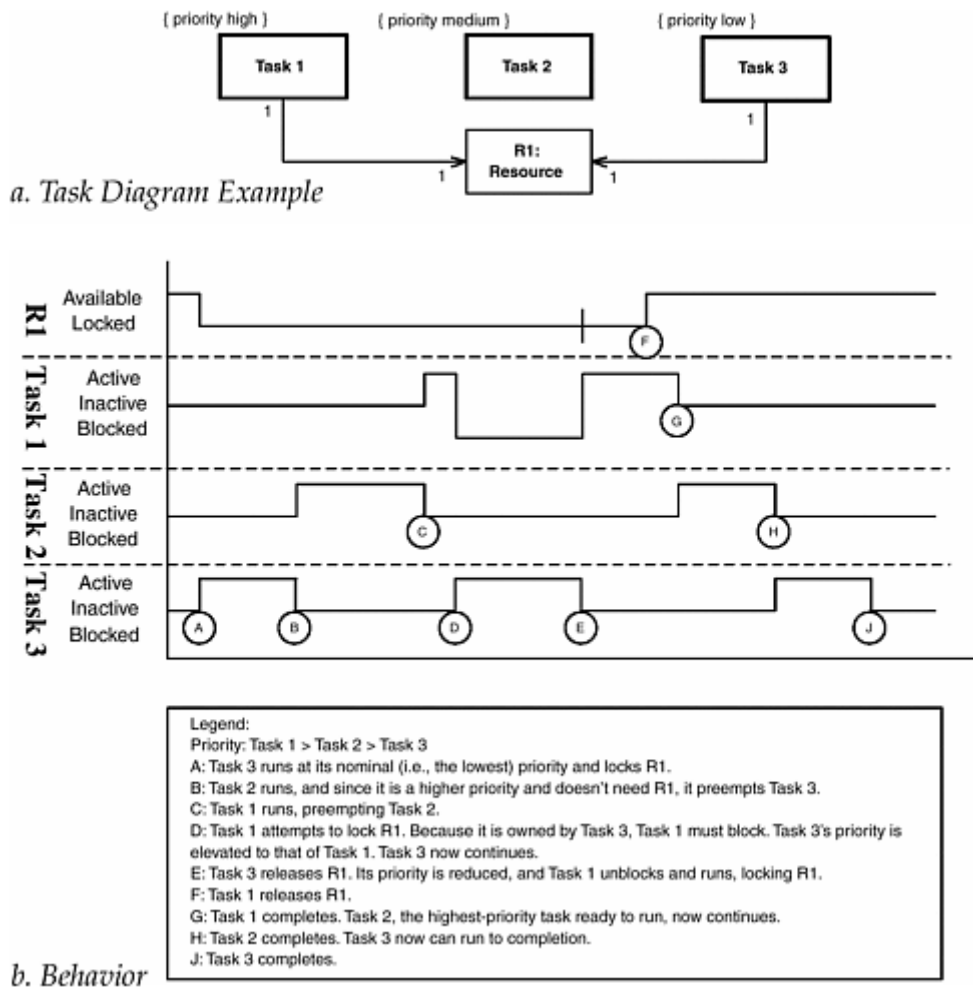 { priority high } { priority medium } { priority low }
Task 1 Task 2 Task 3
1 1
R1:
Resource
1 1
a. Task Diagram Example
R1
Available
Locked
F
Task 1
Active
Inactive
Blocked
G
Task 2
Active
Inactive
Blocked
C H
Task 3
Active
Inactive
Blocked
A B D E J
Legend:
Priority: Task 1 > Task 2 > Task 3
A: Task 3 runs at its nominal (i.e., the lowest) priority and locks R1.
B: Task 2 runs, and since it is a higher priority and doesn't need R1, it preempts Task 3.
C: Task 1 runs, preempting Task 2.
D: Task 1 attempts to lock R1. Because it is owned by Task 3, Task 1 must block. Task 3's priority is
elevated to that of Task 1. Task 3 now continues.
E: Task 3 releases R1. Its priority is reduced, and Task 1 unblocks and runs, locking R1.
F: Task 1 releases R1.
G: Task 1 completes. Task 2, the highest-priority task ready to run, now continues.
H: Task 2 completes. Task 3 now can run to completion.
J: Task 3 completes.
b. Behavior